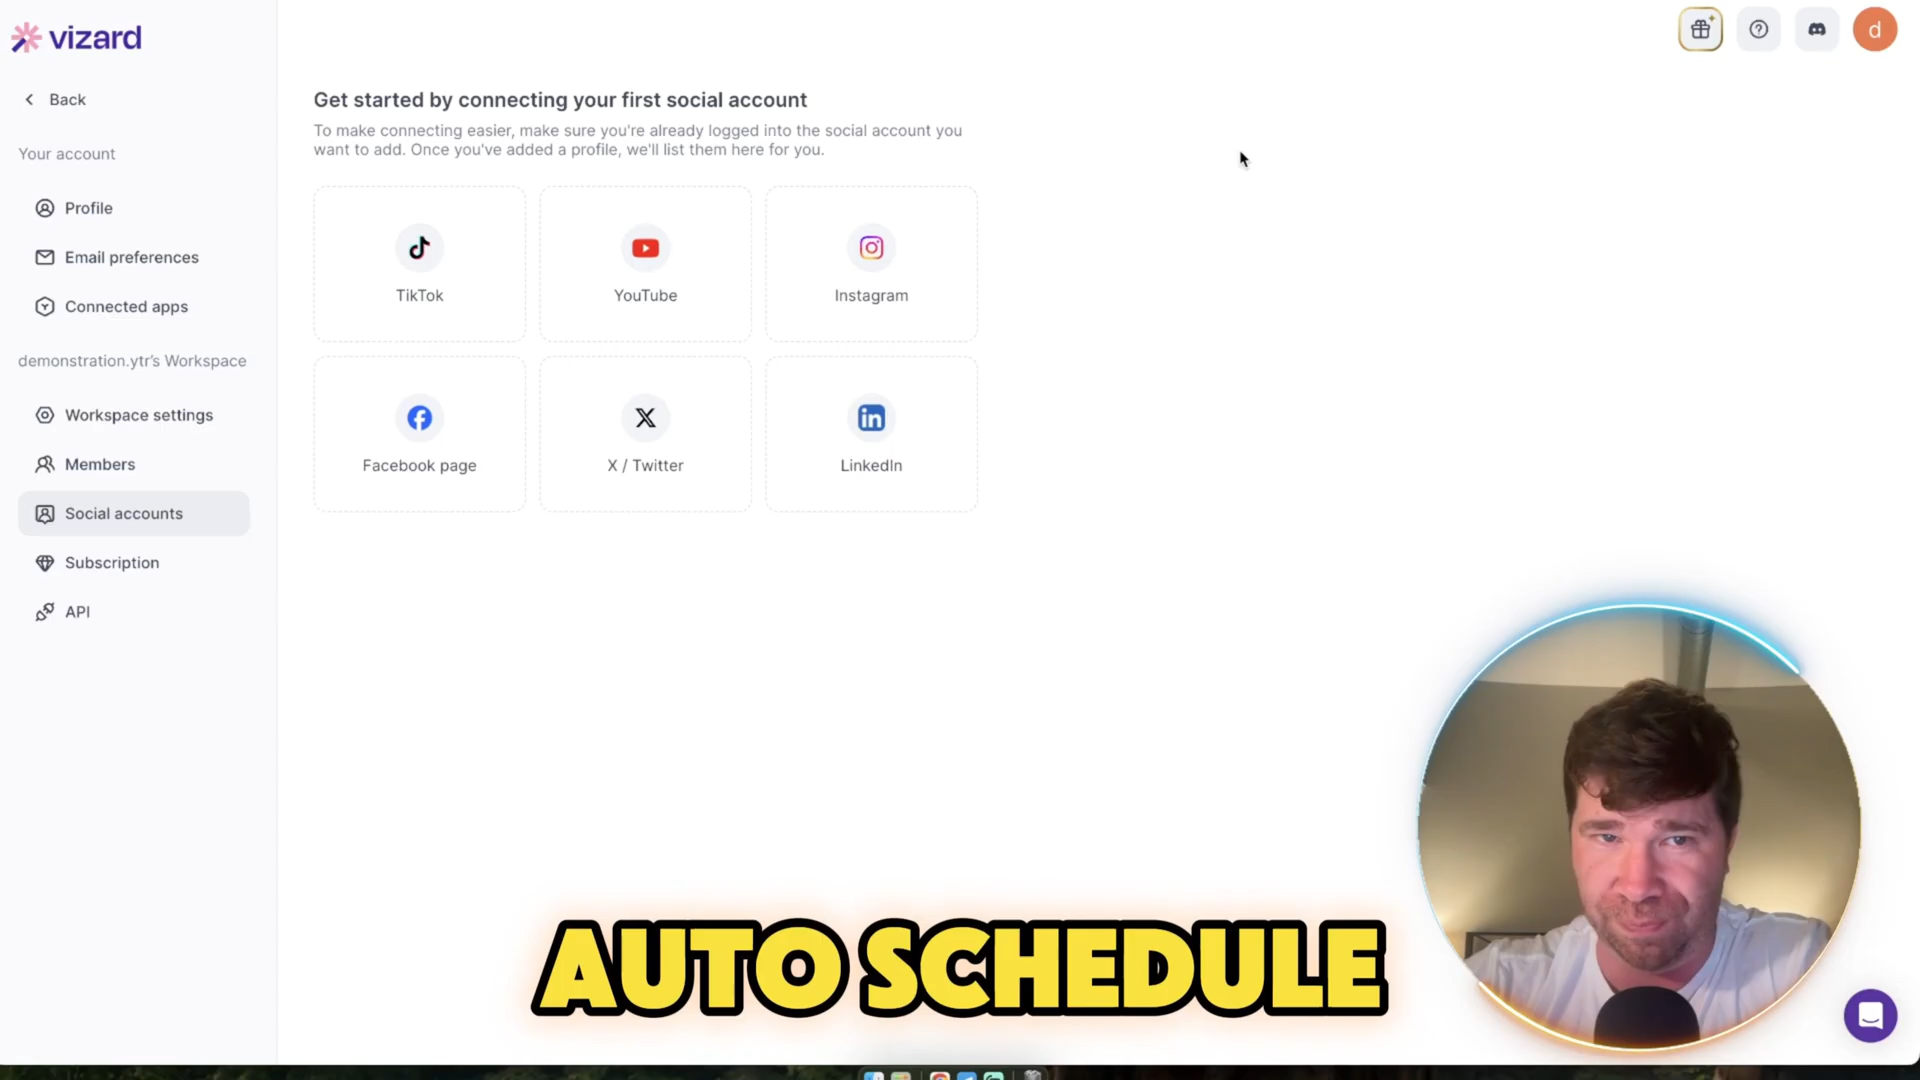 vizard
d
Back
Your account
Profile
Email preferences
Connected apps
demonstration.ytr's Workspace
Workspace settings
Members
Social accounts
Subscription
API
Get started by connecting your first social account
To make connecting easier, make sure you're already logged into the social account you
want to add. Once you've added a profile, we'll list them here for you.
TikTok
YouTube
Instagram
Facebook page
X / Twitter
LinkedIn
AUTO SCHEDULE